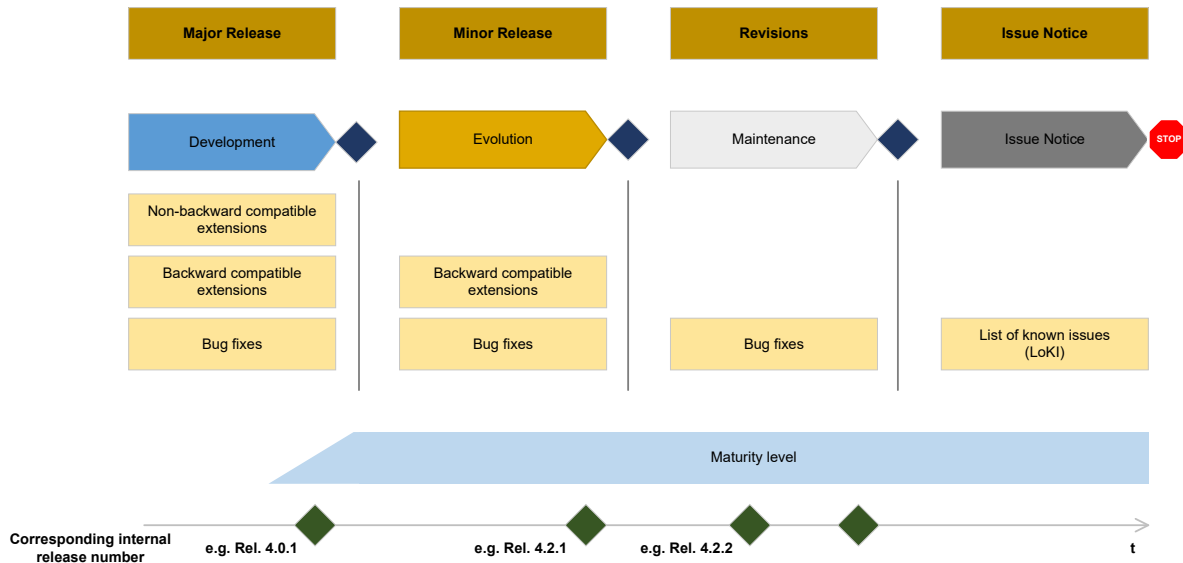 Major Release
Minor Release
Revisions
Issue Notice
Development
Evolution
Maintenance
Issue Notice
STOP
Non-backward compatible
extensions
Backward compatible
extensions
Backward compatible
extensions
Bug fixes
Bug fixes
Bug fixes
List of known issues
(LoKI)
Maturity level
Corresponding internal
release number
e.g. Rel. 4.0.1
e.g. Rel. 4.2.1
e.g. Rel. 4.2.2
t